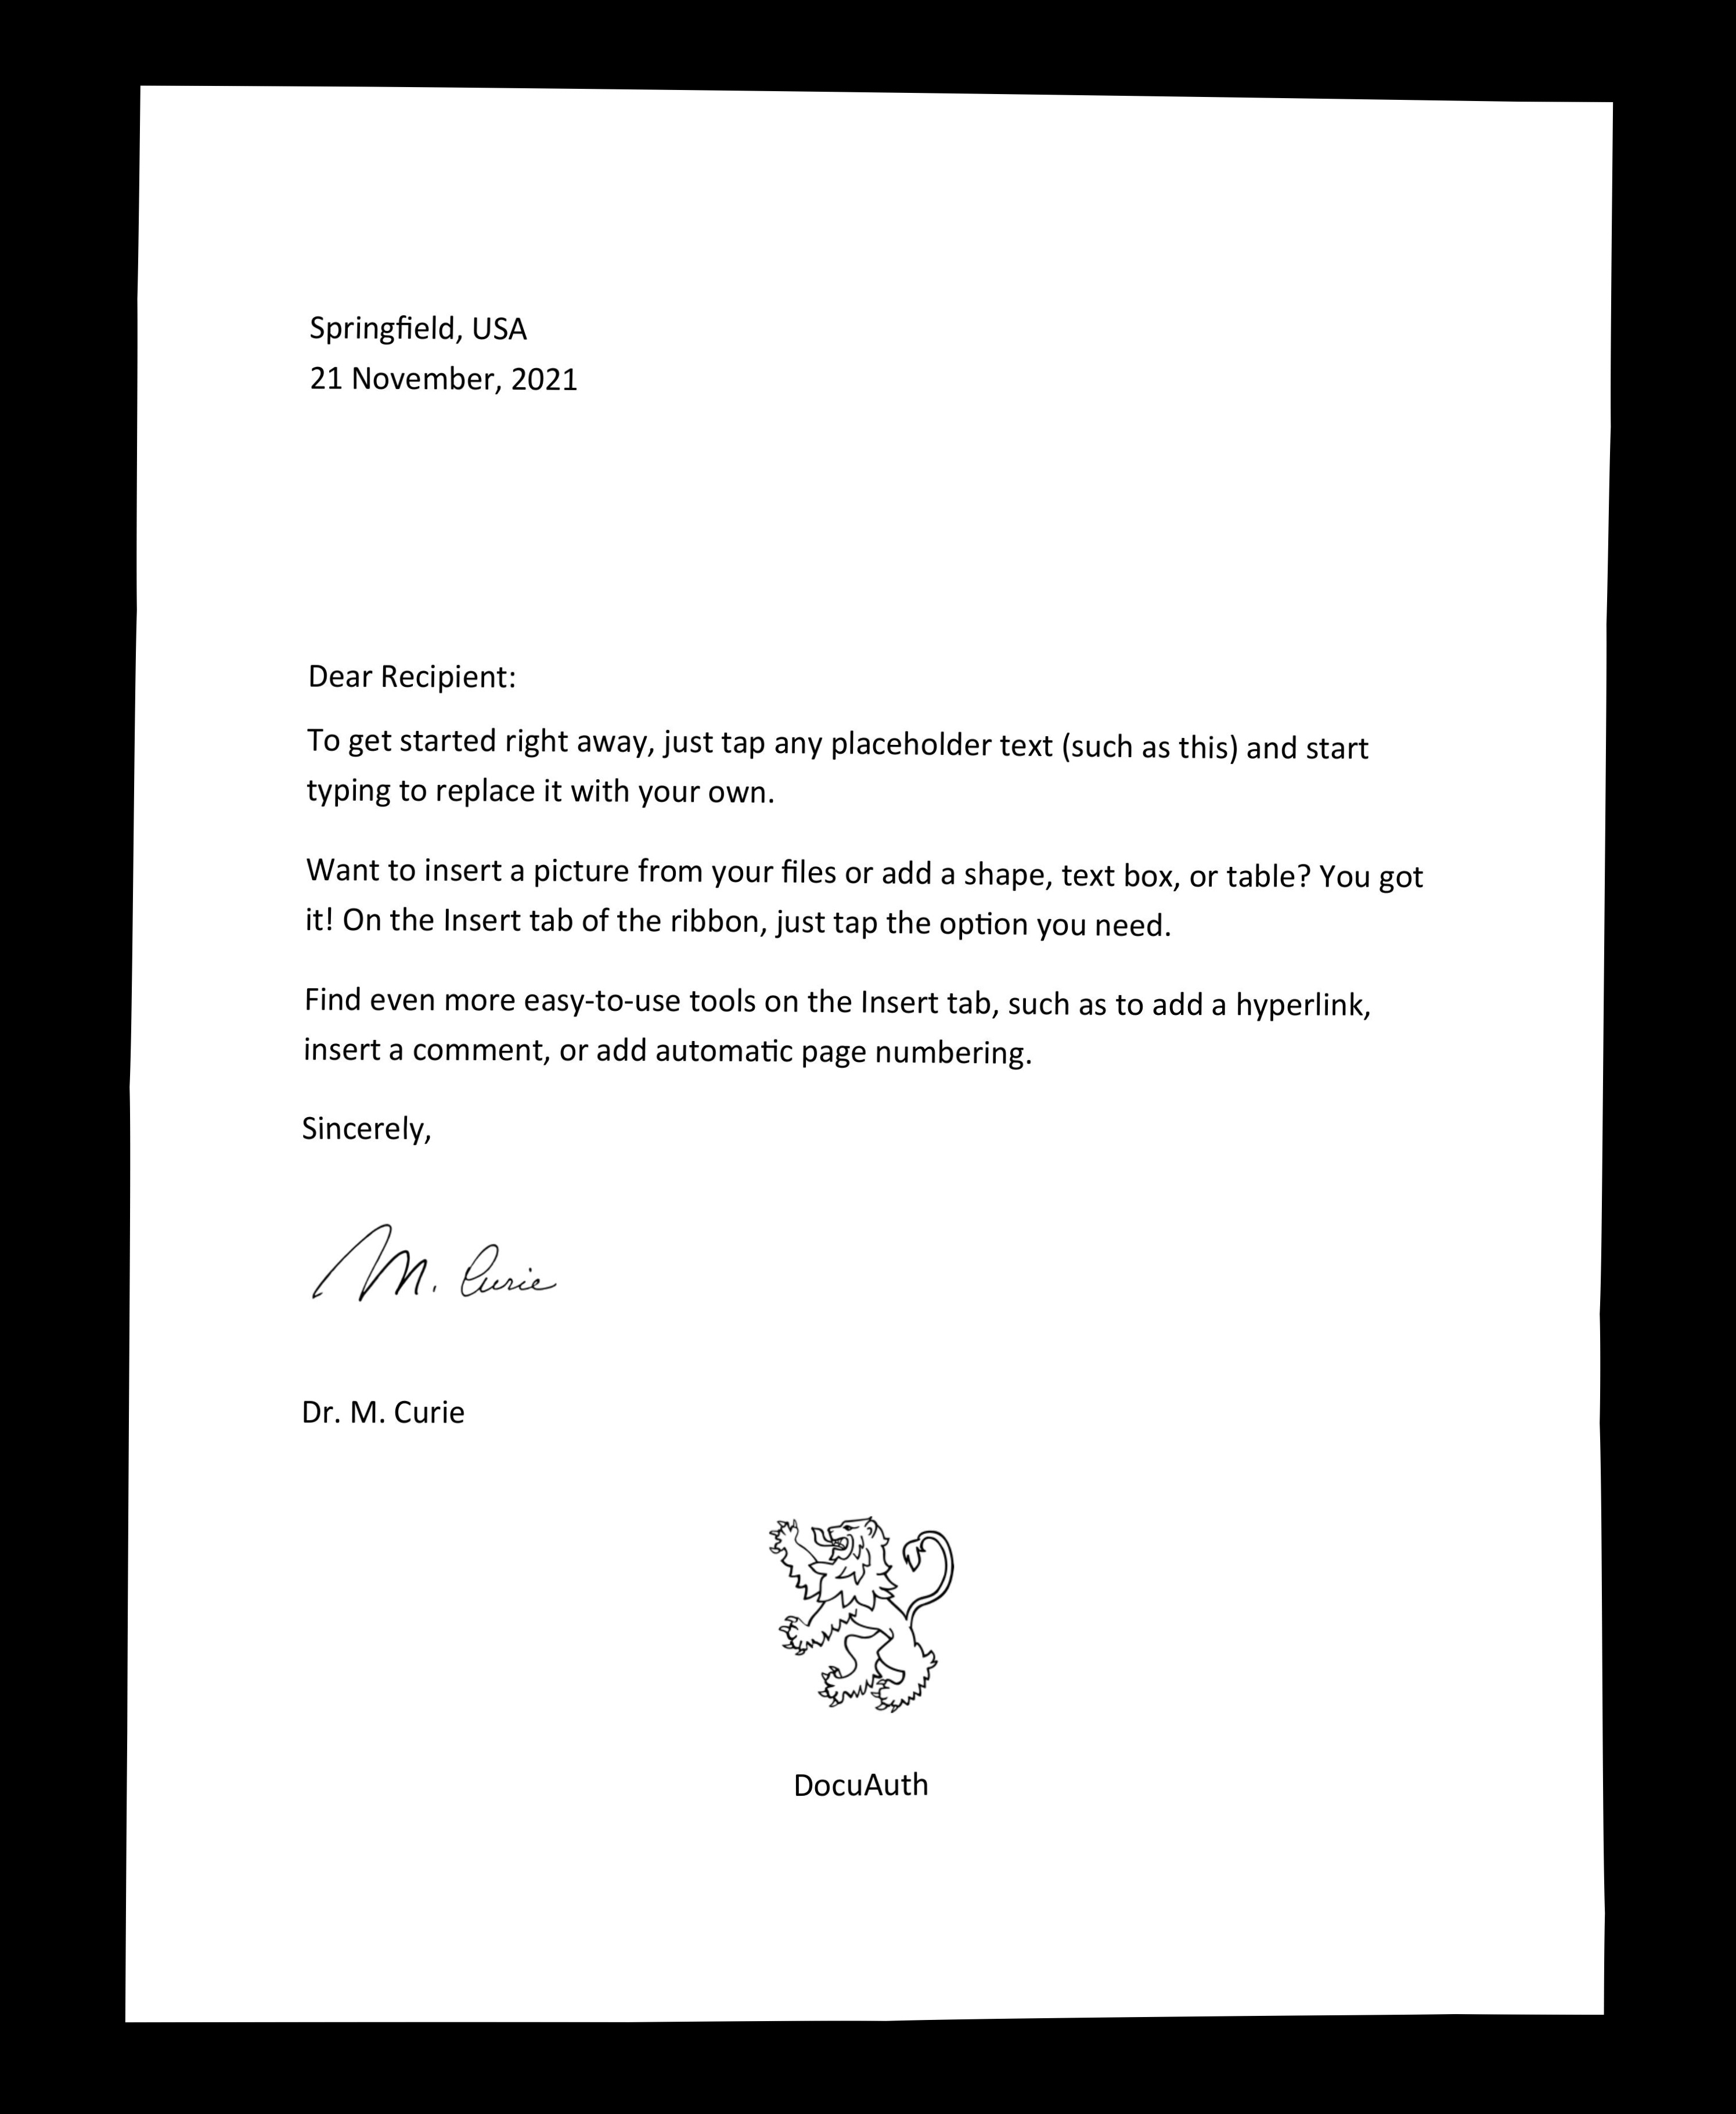 Springfield, USA
21 November, 2021
Dear Recipient:
To get started right away, just tap any placeholder text (such as this) and start
typing to replace it with your own.
Want to insert a picture from your files or add a shape, text box, or table? You got
it! On the Insert tab of the ribbon, just tap the option you need.
Find even more easy-to-use tools on the Insert tab, such as to add a hyperlink,
insert a comment, or add automatic page numbering.
Sincerely,
M. Curie
Dr. M. Curie
DocuAuth